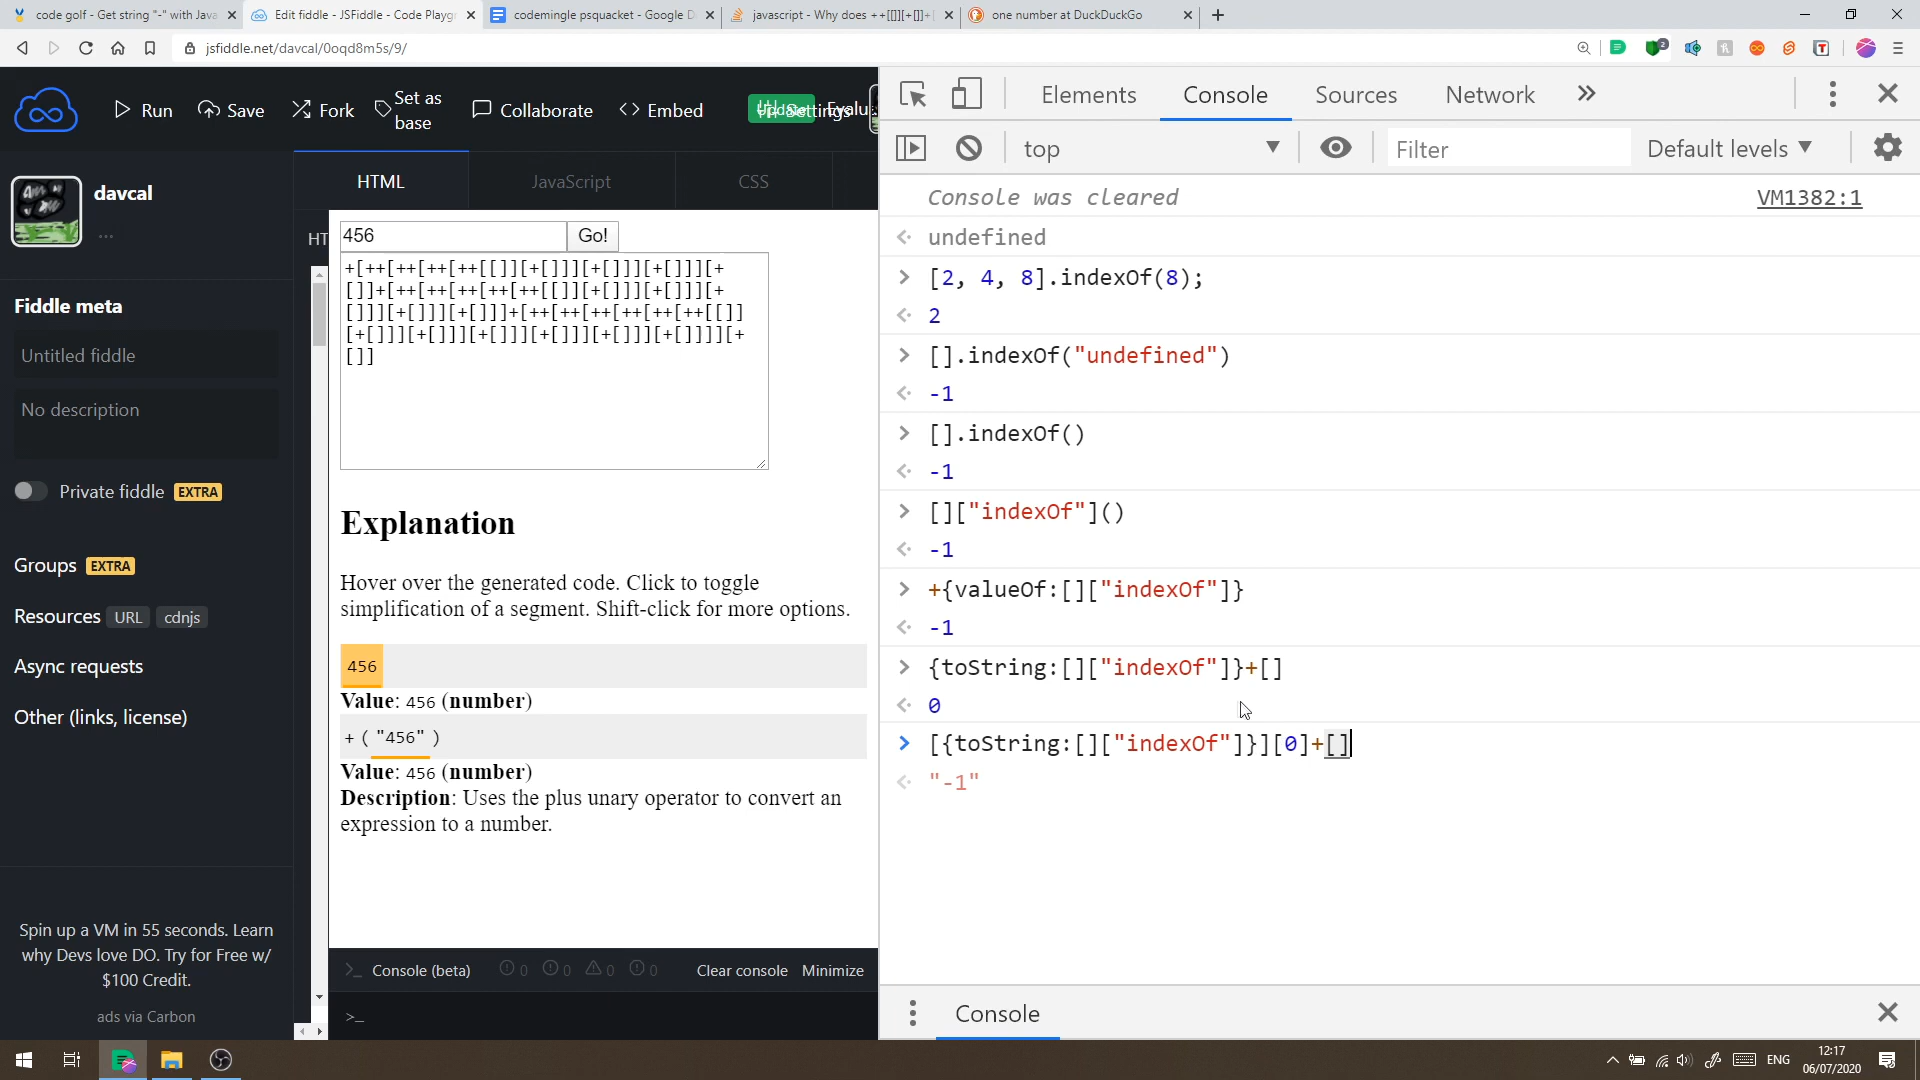 code golf - Get string "-" with Java
Edit fiddle - JSFiddle - Code Playgr
codemingle psquacket - Google D
javascript - Why does ++[[]][+[]]+
one number at DuckDuckGo
jsfiddle.net/davcal/0oqd8m5s/9/
2
Run
Save
Fork
Set as
base
Collaborate
Embed
Settings
davcal
...
Fiddle meta
Untitled fiddle
No description
Private fiddle EXTRA
Groups EXTRA
Resources URL cdnjs
Async requests
Other (links, license)
Spin up a VM in 55 seconds. Learn
why Devs love DO. Try for Free w/
$100 Credit.
ads via Carbon
HTML
JavaScript
CSS
HT
456
Go!
+[++[++[++[++[[]][+[]]][+[]]][+[]]][+
[]]+[++[++[++[++[++[[]][+[]]][+[]]][+
[]]][+[]]][+[]]]+[++[++[++[++[++[++[[]]
[+[]]][+[]]][+[]]][+[]]][+[]]][+[]]]][+
[]]
Explanation
Hover over the generated code. Click to toggle
simplification of a segment. Shift-click for more options.
456
Value: 456 (number)
+("456")
Value: 456 (number)
Description: Uses the plus unary operator to convert an
expression to a number.
>_ Console (beta)
0 0 0 0
Clear console Minimize
>_
Elements
Console
Sources
Network
»
top
Filter
Default levels ▼
Console was cleared
VM1382:1
undefined
> [2, 4, 8].indexOf(8);
2
> [].indexOf("undefined")
-1
> [].indexOf()
-1
> []["indexOf"]()
-1
> +{valueOf:[]["indexOf"]}
-1
> {toString:[]["indexOf"]}+[]
0
> [{toString:[]["indexOf"]}][0]+[]
"-1"
Console
ENG
12:17
06/07/2020